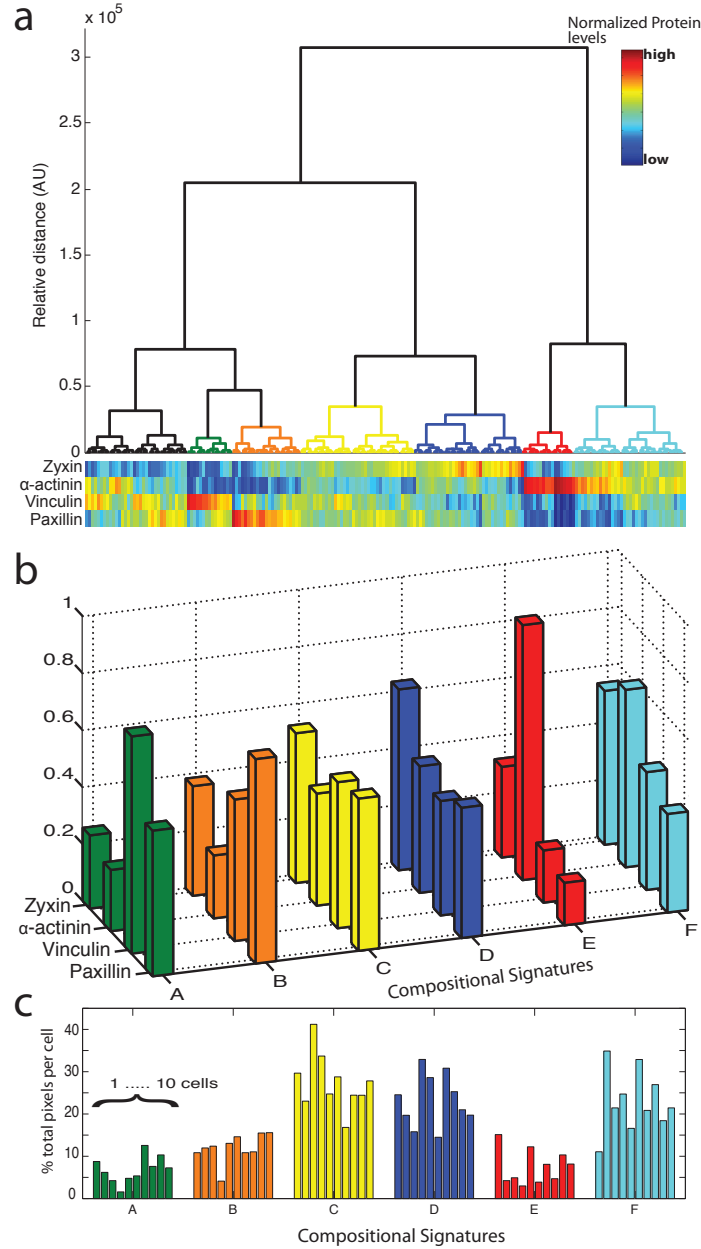 a
x 10⁵
Normalized Protein
levels
high
low
3
2.5
2
1.5
1
0.5
0
Relative distance (AU)
Zyxin
α-actinin
Vinculin
Paxillin
b
1
0.8
0.6
0.4
0.2
0
Zyxin
α-actinin
Vinculin
Paxillin
A
B
C
D
E
F
Compositional Signatures
c
40
30
20
10
0
% total pixels per cell
1 ..... 10 cells
A
B
C
D
E
F
Compositional Signatures